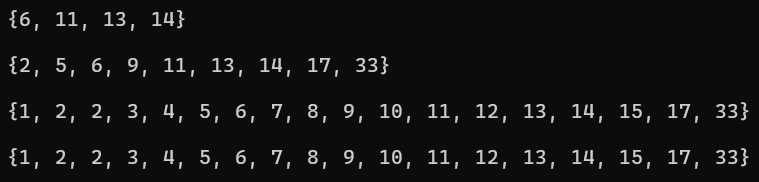 {6, 11, 13, 14}
{2, 5, 6, 9, 11, 13, 14, 17, 33}
{1, 2, 2, 3, 4, 5, 6, 7, 8, 9, 10, 11, 12, 13, 14, 15, 17, 33}
{1, 2, 2, 3, 4, 5, 6, 7, 8, 9, 10, 11, 12, 13, 14, 15, 17, 33}